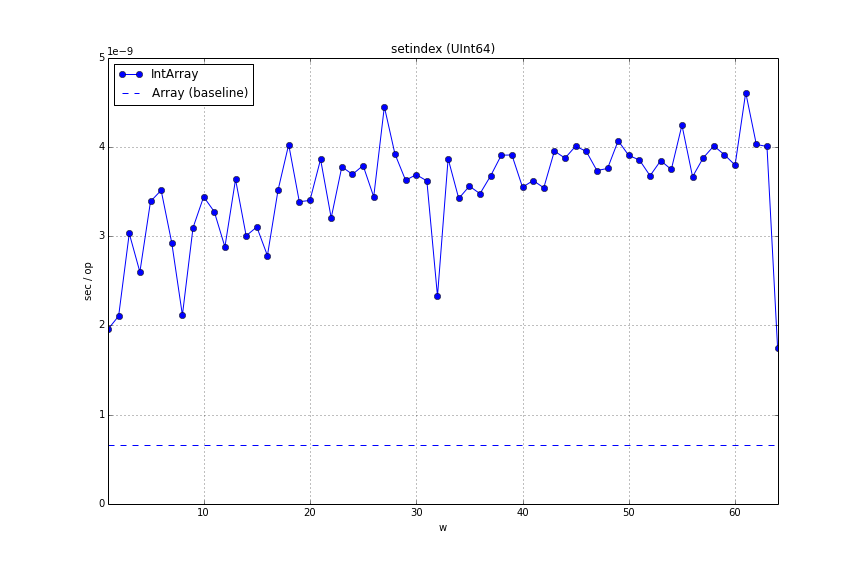 setindex (UInt64)
1e−9
5
4
3
2
1
0
sec / op
IntArray
Array (baseline)
10
20
30
40
50
60
w